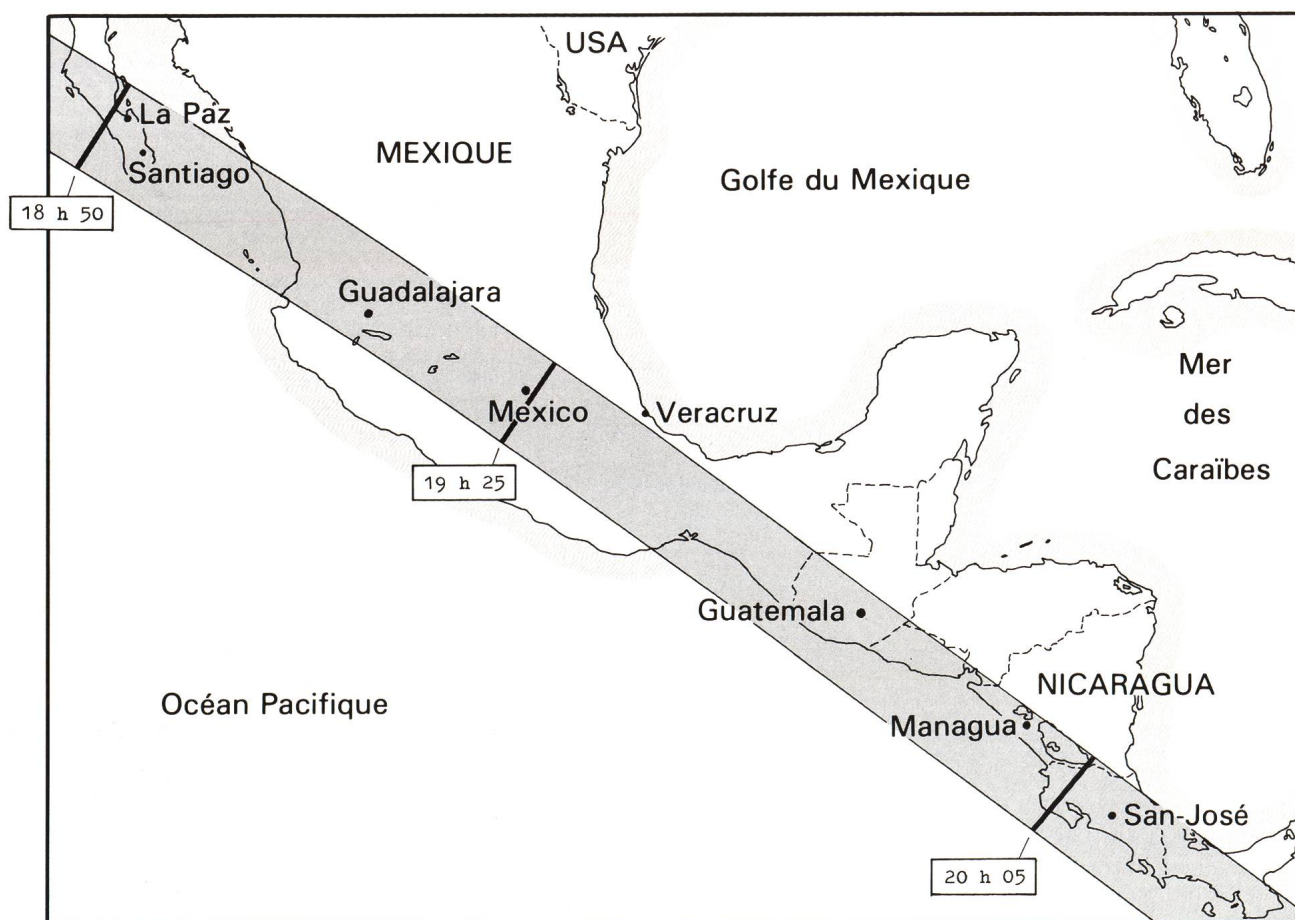 USA
La Paz
MEXIQUE
Santiago
Golfe du Mexique
18 h 50
Guadalajara
Mer
des
Caraïbes
Mexico
Veracruz
19 h 25
Guatemala
NICARAGUA
Océan Pacifique
Managua
San-José
20 h 05